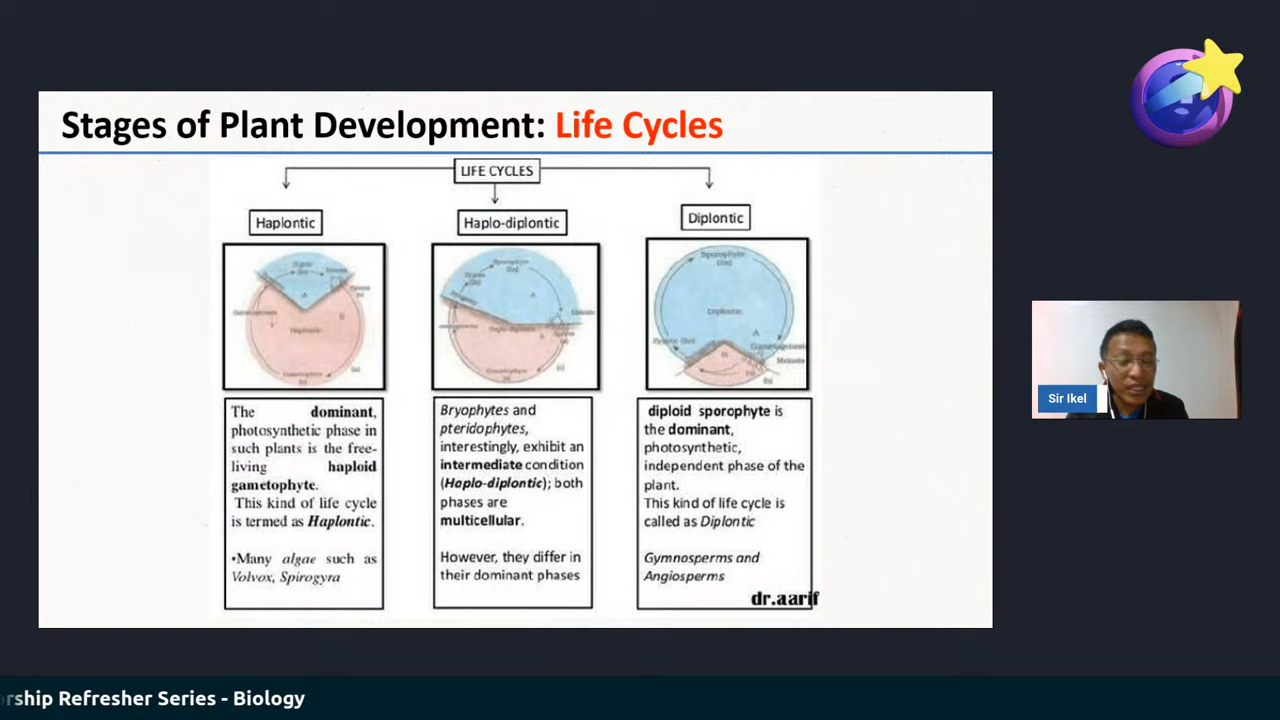 Stages of Plant Development: Life Cycles
LIFE CYCLES
Haplontic
Haplo-diplontic
Diplontic
Sporophyte
Sporophyte
Diplontic
The dominant,
photosynthetic phase in
such plants is the free-
living haploid
gametophyte.
This kind of life cycle
is termed as Haplontic.
•Many algae such as
Volvox, Spirogyra
Bryophytes and
pteridophytes,
interestingly, exhibit an
intermediate condition
(Haplo-diplontic); both
phases are
multicellular.
However, they differ in
their dominant phases
diploid sporophyte is
the dominant,
photosynthetic,
independent phase of the
plant.
This kind of life cycle is
called as Diplontic
Gymnosperms and
Angiosperms
dr.aarif
Sir Ikel
rship Refresher Series - Biology